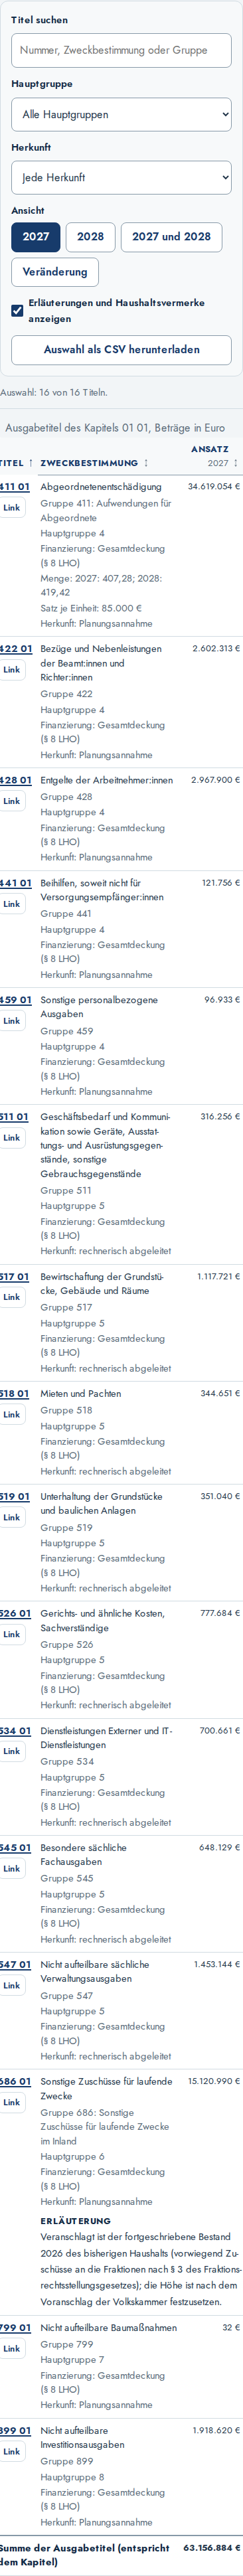 Titel suchen
Nummer, Zweckbestimmung oder Gruppe
Hauptgruppe
Alle Hauptgruppen
Herkunft
Jede Herkunft
Ansicht
2027 2028 2027 und 2028
Veränderung
Erläuterungen und Haushaltsvermerke
anzeigen
Auswahl als CSV herunterladen
Auswahl: 16 von 16 Titeln.
Ausgabetitel des Kapitels 01 01, Beträge in Euro
ANSATZ
TITEL ↑ ZWECKBESTIMMUNG ↕ 2027 ↕
411 01 Abgeordnetenentschädigung 34.619.054 €
Link Gruppe 411: Aufwendungen für
Abgeordnete
Hauptgruppe 4
Finanzierung: Gesamtdeckung
(§ 8 LHO)
Menge: 2027: 407,28; 2028:
419,42
Satz je Einheit: 85.000 €
Herkunft: Planungsannahme
422 01 Bezüge und Nebenleistungen 2.602.313 €
Link der Beamt:innen und
Richter:innen
Gruppe 422
Hauptgruppe 4
Finanzierung: Gesamtdeckung
(§ 8 LHO)
Herkunft: Planungsannahme
428 01 Entgelte der Arbeitnehmer:innen 2.967.900 €
Link Gruppe 428
Hauptgruppe 4
Finanzierung: Gesamtdeckung
(§ 8 LHO)
Herkunft: Planungsannahme
441 01 Beihilfen, soweit nicht für 121.756 €
Link Versorgungsempfänger:innen
Gruppe 441
Hauptgruppe 4
Finanzierung: Gesamtdeckung
(§ 8 LHO)
Herkunft: Planungsannahme
459 01 Sonstige personalbezogene 96.933 €
Link Ausgaben
Gruppe 459
Hauptgruppe 4
Finanzierung: Gesamtdeckung
(§ 8 LHO)
Herkunft: Planungsannahme
511 01 Geschäftsbedarf und Kommuni- 316.256 €
Link kation sowie Geräte, Ausstat-
tungs- und Ausrüstungsgegen-
stände, sonstige
Gebrauchsgegenstände
Gruppe 511
Hauptgruppe 5
Finanzierung: Gesamtdeckung
(§ 8 LHO)
Herkunft: rechnerisch abgeleitet
517 01 Bewirtschaftung der Grundstü- 1.117.721 €
Link cke, Gebäude und Räume
Gruppe 517
Hauptgruppe 5
Finanzierung: Gesamtdeckung
(§ 8 LHO)
Herkunft: rechnerisch abgeleitet
518 01 Mieten und Pachten 344.651 €
Link Gruppe 518
Hauptgruppe 5
Finanzierung: Gesamtdeckung
(§ 8 LHO)
Herkunft: rechnerisch abgeleitet
519 01 Unterhaltung der Grundstücke 351.040 €
Link und baulichen Anlagen
Gruppe 519
Hauptgruppe 5
Finanzierung: Gesamtdeckung
(§ 8 LHO)
Herkunft: rechnerisch abgeleitet
526 01 Gerichts- und ähnliche Kosten, 777.684 €
Link Sachverständige
Gruppe 526
Hauptgruppe 5
Finanzierung: Gesamtdeckung
(§ 8 LHO)
Herkunft: rechnerisch abgeleitet
534 01 Dienstleistungen Externer und IT- 700.661 €
Link Dienstleistungen
Gruppe 534
Hauptgruppe 5
Finanzierung: Gesamtdeckung
(§ 8 LHO)
Herkunft: rechnerisch abgeleitet
545 01 Besondere sächliche 648.129 €
Link Fachausgaben
Gruppe 545
Hauptgruppe 5
Finanzierung: Gesamtdeckung
(§ 8 LHO)
Herkunft: rechnerisch abgeleitet
547 01 Nicht aufteilbare sächliche 1.453.144 €
Link Verwaltungsausgaben
Gruppe 547
Hauptgruppe 5
Finanzierung: Gesamtdeckung
(§ 8 LHO)
Herkunft: rechnerisch abgeleitet
686 01 Sonstige Zuschüsse für laufende 15.120.990 €
Link Zwecke
Gruppe 686: Sonstige
Zuschüsse für laufende Zwecke
im Inland
Hauptgruppe 6
Finanzierung: Gesamtdeckung
(§ 8 LHO)
Herkunft: Planungsannahme
ERLÄUTERUNG
Veranschlagt ist der fortgeschriebene Bestand
2026 des bisherigen Haushalts (vorwiegend Zu-
schüsse an die Fraktionen nach § 3 des Fraktions-
rechtsstellungsgesetzes); die Höhe ist nach dem
Voranschlag der Volkskammer festzusetzen.
799 01 Nicht aufteilbare Baumaßnahmen 32 €
Link Gruppe 799
Hauptgruppe 7
Finanzierung: Gesamtdeckung
(§ 8 LHO)
Herkunft: Planungsannahme
899 01 Nicht aufteilbare 1.918.620 €
Link Investitionsausgaben
Gruppe 899
Hauptgruppe 8
Finanzierung: Gesamtdeckung
(§ 8 LHO)
Herkunft: Planungsannahme
Summe der Ausgabetitel (entspricht 63.156.884 €
dem Kapitel)